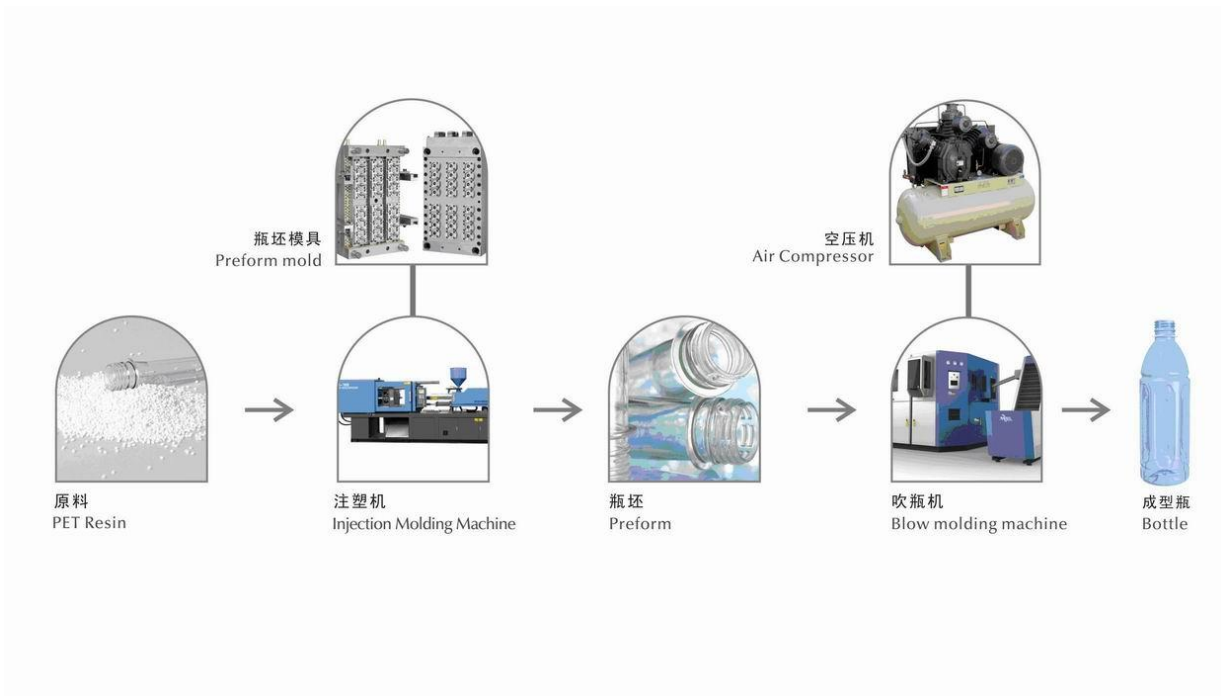 瓶坯模具
Preform mold
空压机
Air Compressor
原料
PET Resin
注塑机
Injection Molding Machine
瓶坯
Preform
吹瓶机
Blow molding machine
成型瓶
Bottle